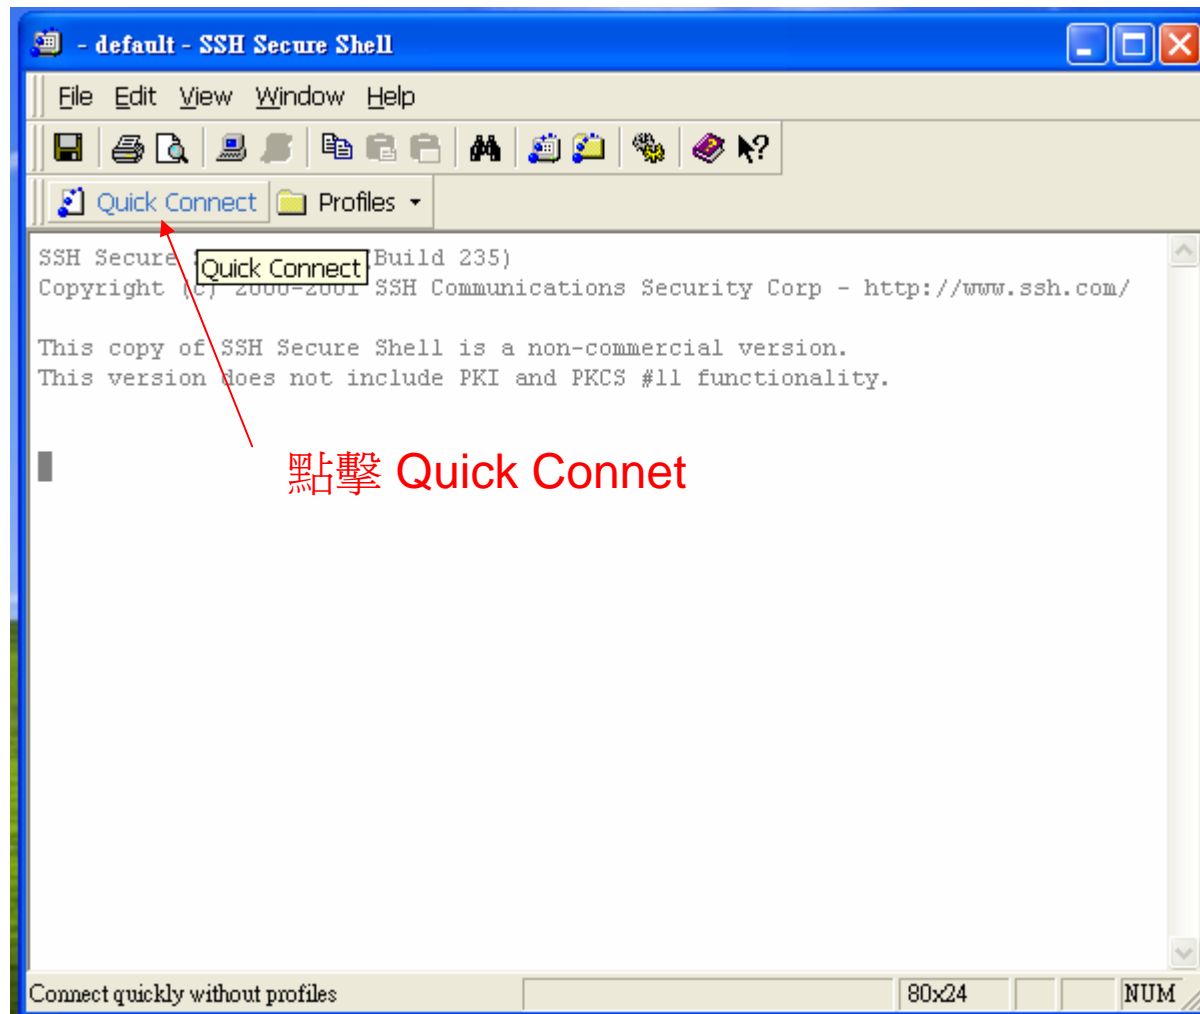 - default - SSH Secure Shell
File Edit View Window Help
Quick Connect Profiles
SSH Secure Build 235)
Quick Connect
Copyright (c) 2000-2001 SSH Communications Security Corp - http://www.ssh.com/
This copy of SSH Secure Shell is a non-commercial version.
This version does not include PKI and PKCS #11 functionality.
點擊 Quick Connet
Connect quickly without profiles 80x24 NUM